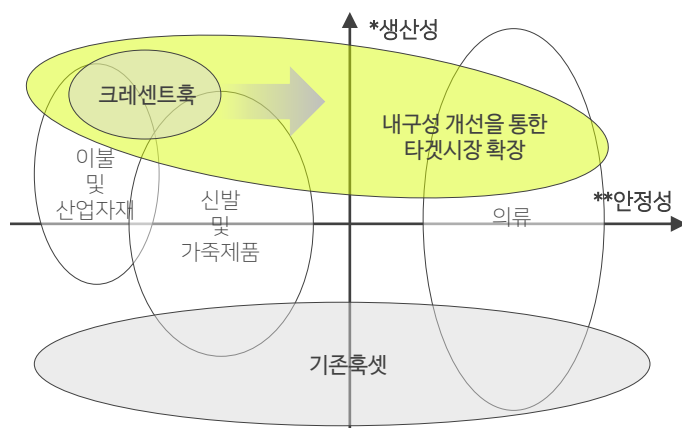 *생산성
크레센트훅
내구성 개선을 통한
타겟시장 확장
이불
및
산업자재
신발
및
가죽제품
**안정성
의류
기존훅셋